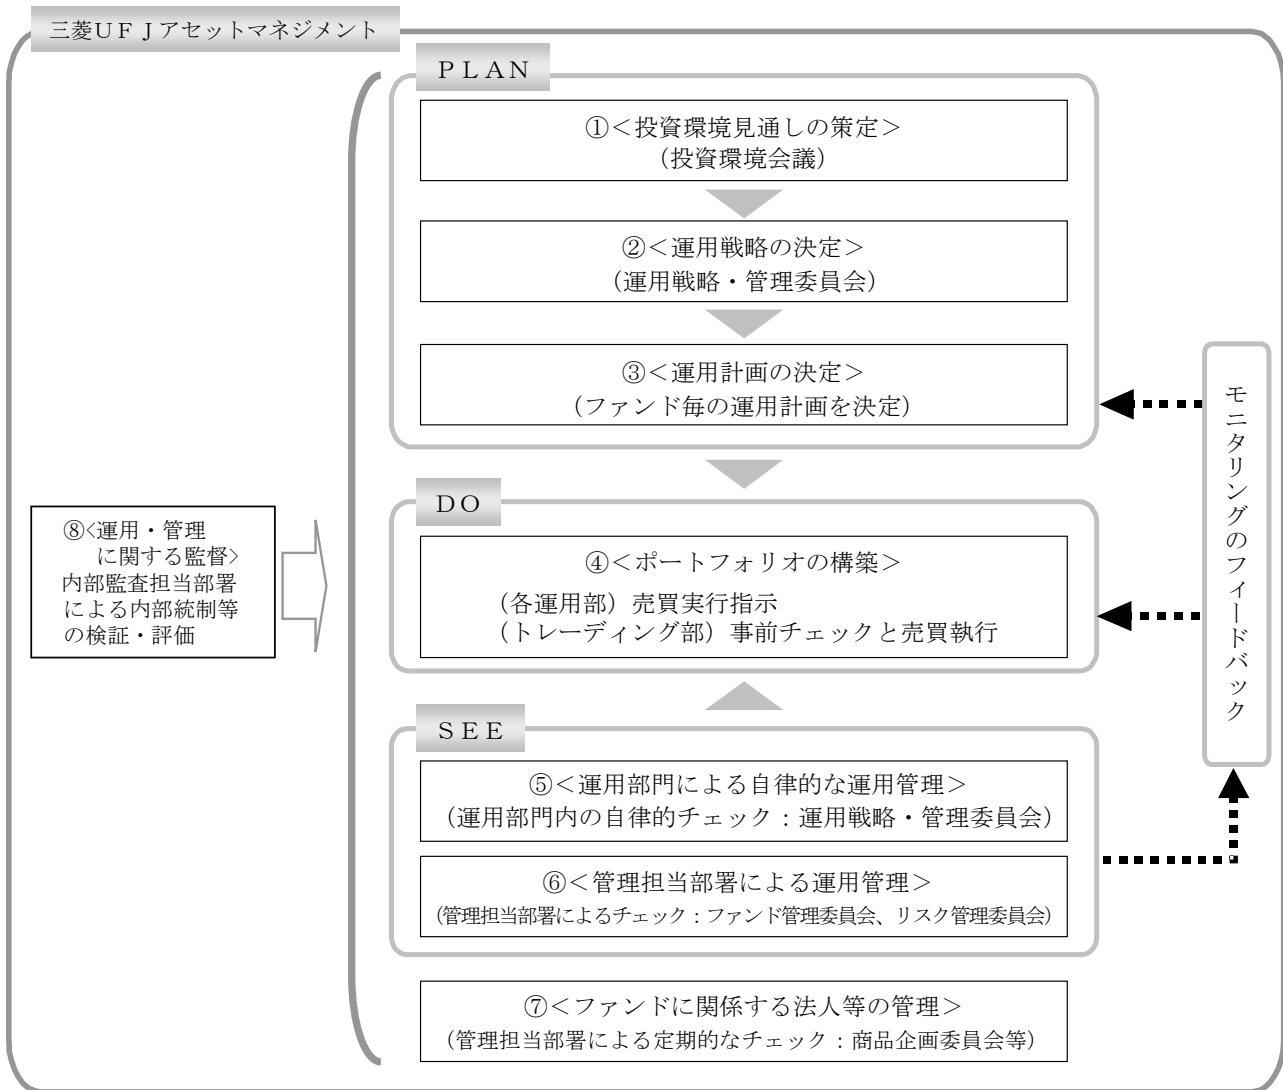 三菱ＵＦＪアセットマネジメント
ＰＬＡＮ
①＜投資環境見通しの策定＞
（投資環境会議）
②＜運用戦略の決定＞
（運用戦略・管理委員会）
③＜運用計画の決定＞
（ファンド毎の運用計画を決定）
ＤＯ
④＜ポートフォリオの構築＞
（各運用部）売買実行指示
（トレーディング部）事前チェックと売買執行
ＳＥＥ
⑤＜運用部門による自律的な運用管理＞
（運用部門内の自律的チェック：運用戦略・管理委員会）
⑥＜管理担当部署による運用管理＞
（管理担当部署によるチェック：ファンド管理委員会、リスク管理委員会）
⑦＜ファンドに関係する法人等の管理＞
（管理担当部署による定期的なチェック：商品企画委員会等）
⑧<運用・管理
に関する監督>
内部監査担当部署
による内部統制等
の検証・評価
モニタリングのフィードバック